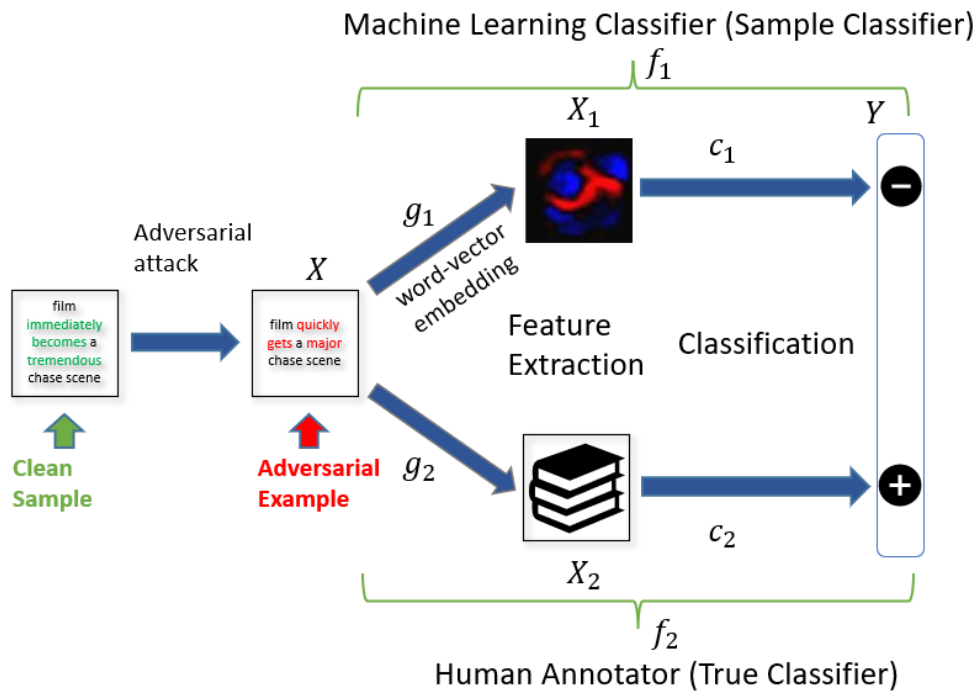 Machine Learning Classifier (Sample Classifier)
f₁
X₁
Y
c₁
−
g₁
word-vector
embedding
Adversarial
attack
X
film
immediately
becomes a
tremendous
chase scene
film quickly
gets a major
chase scene
Feature
Extraction
Classification
Clean
Sample
Adversarial
Example
g₂
+
c₂
X₂
f₂
Human Annotator (True Classifier)